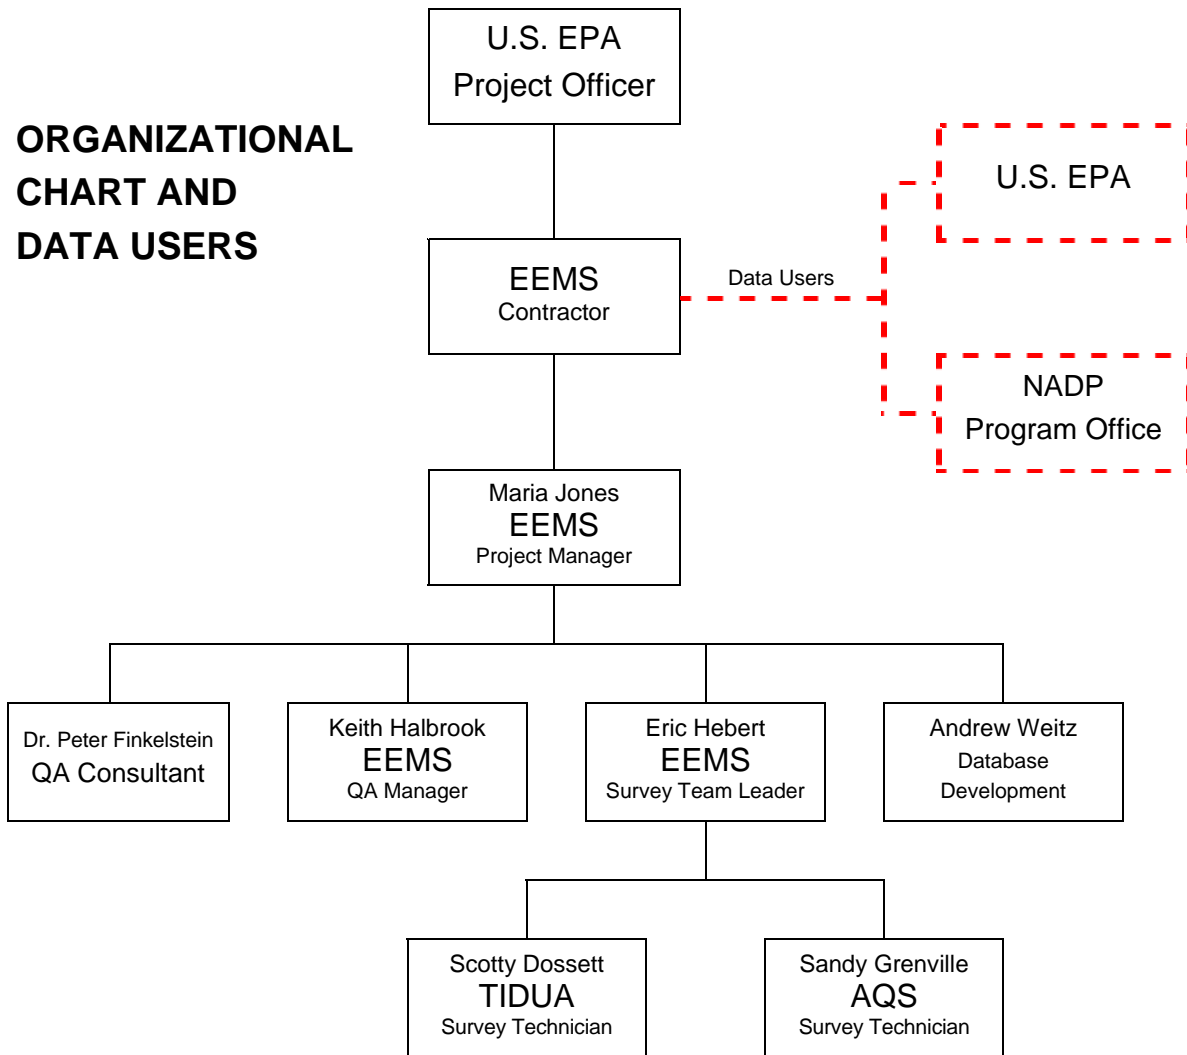 U.S. EPA
Project Officer
ORGANIZATIONAL
CHART AND
DATA USERS
U.S. EPA
EEMS
Contractor
Data Users
NADP
Program Office
Maria Jones
EEMS
Project Manager
Dr. Peter Finkelstein
QA Consultant
Keith Halbrook
EEMS
QA Manager
Eric Hebert
EEMS
Survey Team Leader
Andrew Weitz
Database
Development
Scotty Dossett
TIDUA
Survey Technician
Sandy Grenville
AQS
Survey Technician